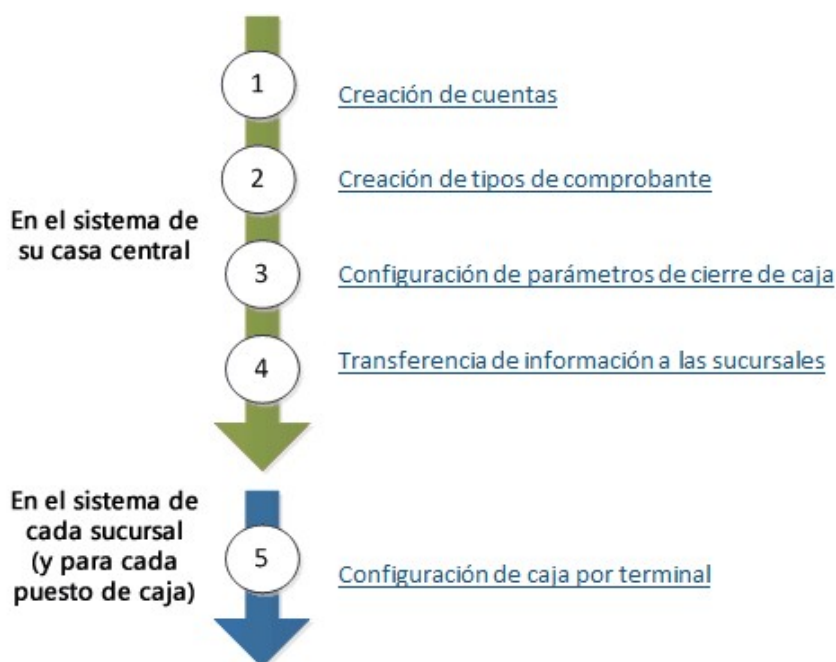 1
Creación de cuentas
2
Creación de tipos de comprobante
En el sistema de
su casa central
3
Configuración de parámetros de cierre de caja
4
Transferencia de información a las sucursales
En el sistema de
cada sucursal
(y para cada
puesto de caja)
5
Configuración de caja por terminal